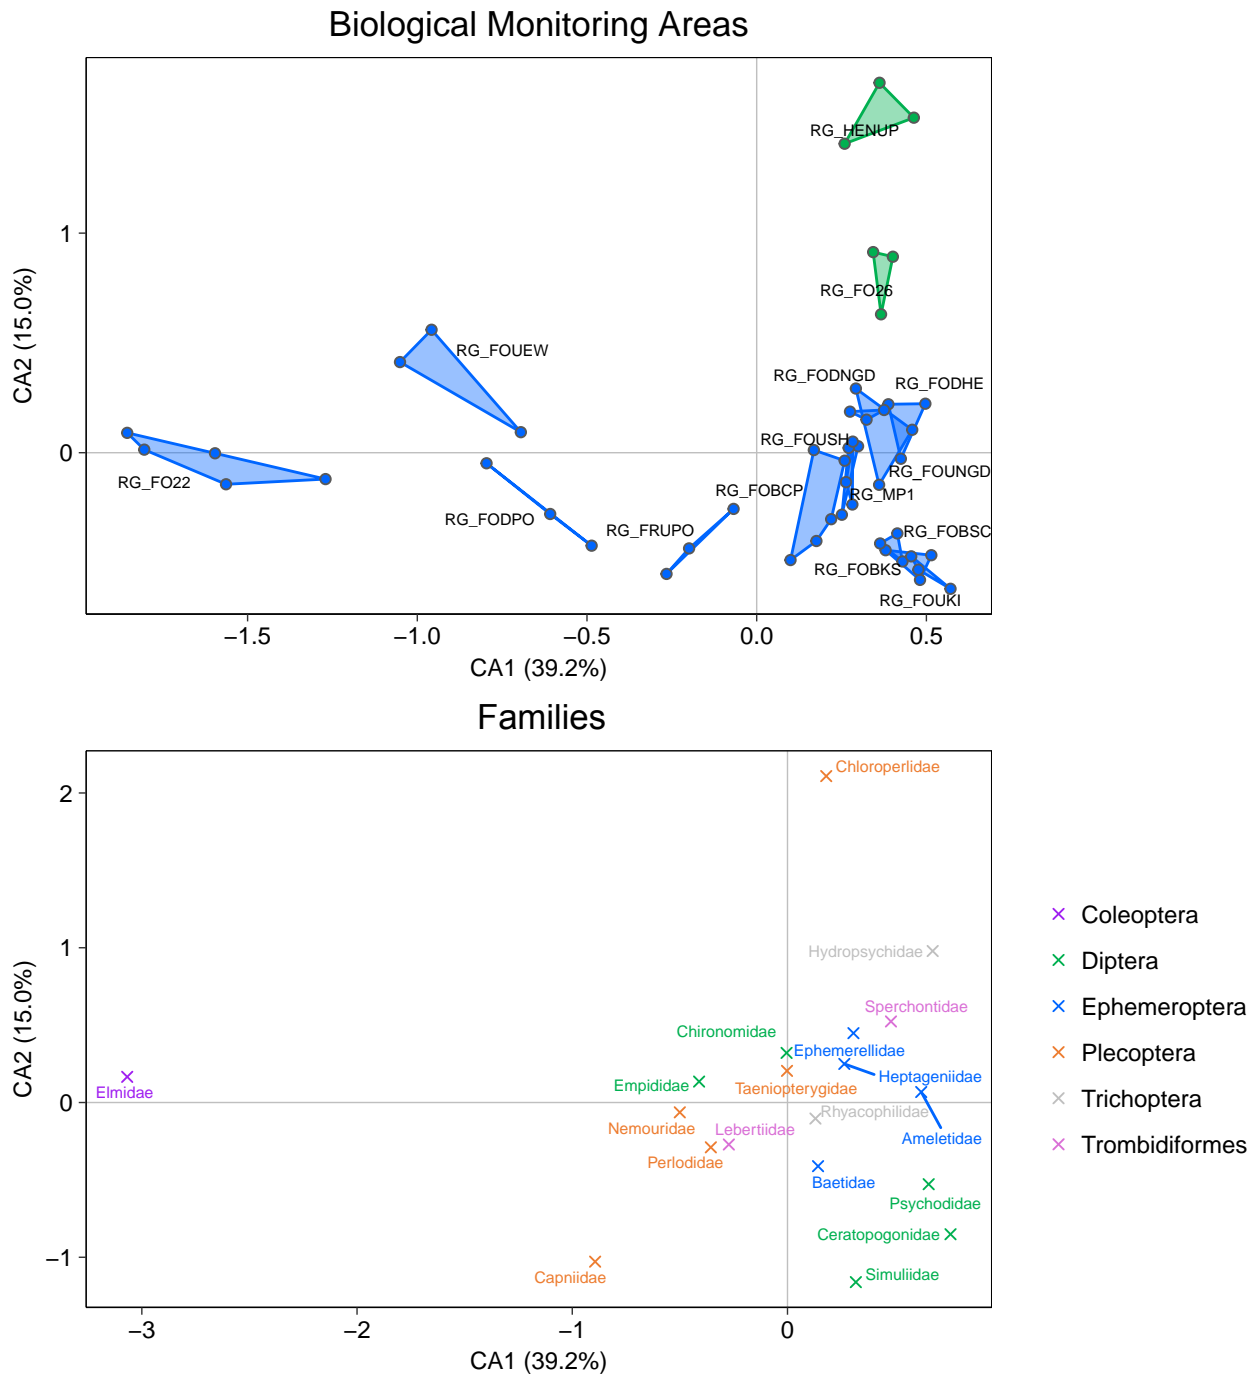 Biological Monitoring Areas
RG_HENUP
1
RG_FO26
CA2 (15.0%)
RG_FOUEW
RG_FODNGD
RG_FODHE
RG_FOUSH
0
RG_FOUNGD
RG_FO22
RG_FOBCP
RG_MP1
RG_FODPO
RG_FRUPO
RG_FOBSC
RG_FOBKS
RG_FOUKI
−1.5
−1.0
−0.5
0.0
0.5
CA1 (39.2%)
Families
Chloroperlidae
2
Hydropsychidae
1
Sperchontidae
Chironomidae
Ephemerellidae
CA2 (15.0%)
Heptageniidae
Empididae
Taeniopterygidae
Elmidae
0
Rhyacophilidae
Nemouridae
Lebertiidae
Ameletidae
Perlodidae
Baetidae
Psychodidae
Ceratopogonidae
−1
Capniidae
Simuliidae
−3
−2
−1
0
CA1 (39.2%)
Coleoptera
Diptera
Ephemeroptera
Plecoptera
Trichoptera
Trombidiformes